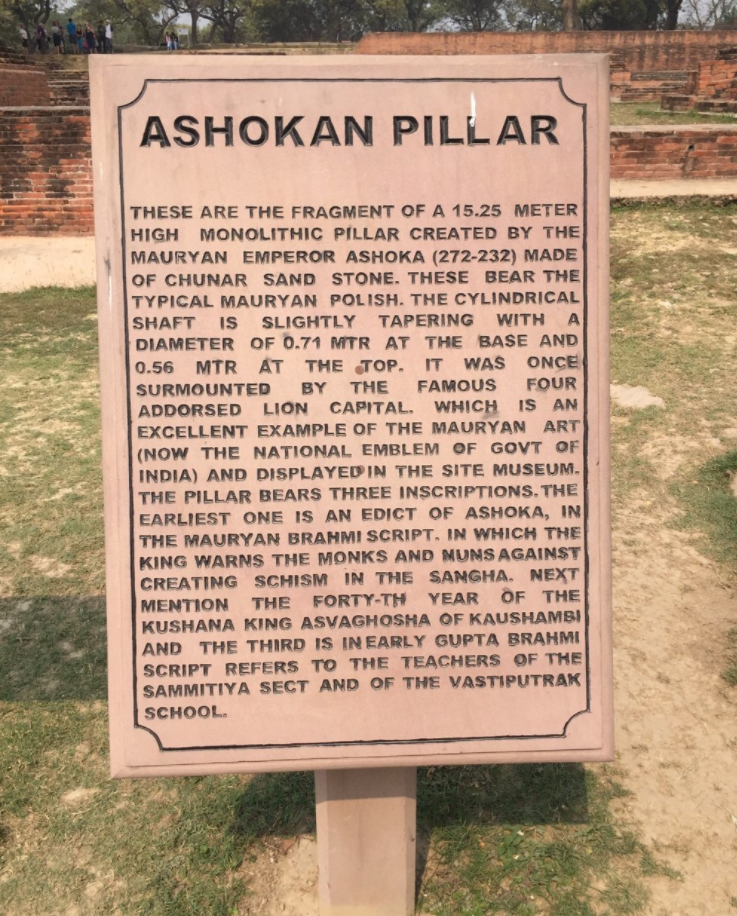 ASHOKAN PILLAR
THESE ARE THE FRAGMENT OF A 15.25 METER
HIGH MONOLITHIC PILLAR CREATED BY THE
MAURYAN EMPEROR ASHOKA (272-232) MADE
OF CHUNAR SAND STONE. THESE BEAR THE
TYPICAL MAURYAN POLISH. THE CYLINDRICAL
SHAFT IS SLIGHTLY TAPERING WITH A
DIAMETER OF 0.71 MTR AT THE BASE AND
0.56 MTR AT THE TOP. IT WAS ONCE
SURMOUNTED BY THE FAMOUS FOUR
ADDORSED LION CAPITAL. WHICH IS AN
EXCELLENT EXAMPLE OF THE MAURYAN ART
(NOW THE NATIONAL EMBLEM OF GOVT OF
INDIA) AND DISPLAYED IN THE SITE MUSEUM.
THE PILLAR BEARS THREE INSCRIPTIONS. THE
EARLIEST ONE IS AN EDICT OF ASHOKA, IN
THE MAURYAN BRAHMI SCRIPT. IN WHICH THE
KING WARNS THE MONKS AND NUNS AGAINST
CREATING SCHISM IN THE SANGHA. NEXT
MENTION THE FORTY-TH YEAR OF THE
KUSHANA KING ASVAGHOSHA OF KAUSHAMBI
AND THE THIRD IS IN EARLY GUPTA BRAHMI
SCRIPT REFERS TO THE TEACHERS OF THE
SAMMITIYA SECT AND OF THE VASTIPUTRAK
SCHOOL.